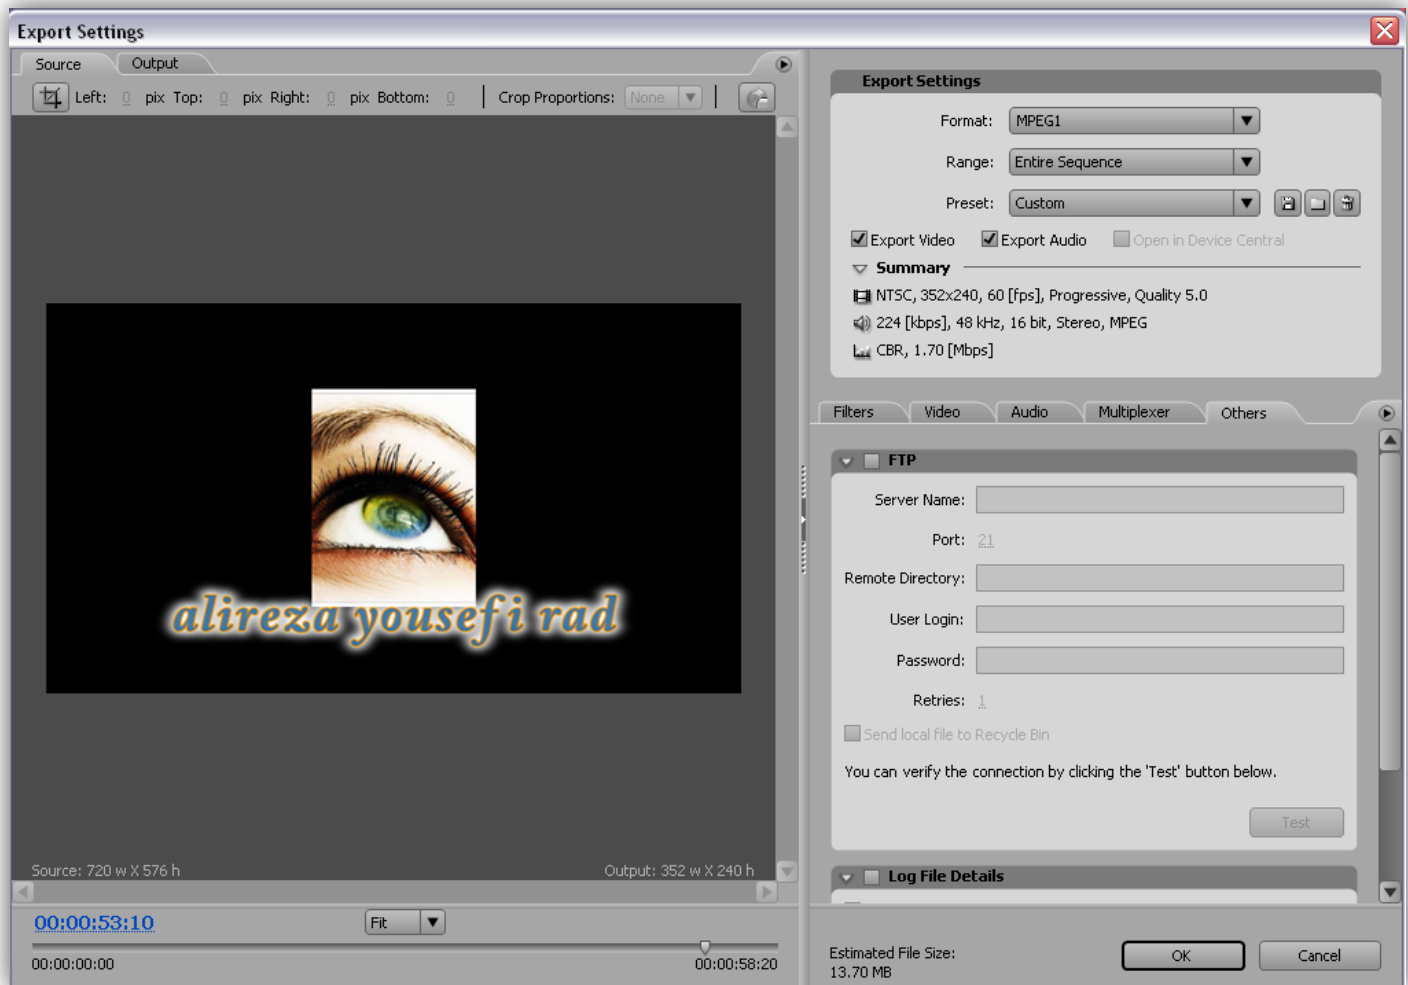 Export Settings
Source Output
Left: 0 pix Top: 0 pix Right: 0 pix Bottom: 0 Crop Proportions: None
alireza yousefi rad
Source: 720 w X 576 h Output: 352 w X 240 h
00:00:53:10 Fit
00:00:00:00 00:00:58:20
Export Settings
Format: MPEG1
Range: Entire Sequence
Preset: Custom
Export Video Export Audio Open in Device Central
Summary
NTSC, 352x240, 60 [fps], Progressive, Quality 5.0
224 [kbps], 48 kHz, 16 bit, Stereo, MPEG
CBR, 1.70 [Mbps]
Filters Video Audio Multiplexer Others
FTP
Server Name:
Port: 21
Remote Directory:
User Login:
Password:
Retries: 1
Send local file to Recycle Bin
You can verify the connection by clicking the 'Test' button below.
Test
Log File Details
Estimated File Size:
13.70 MB
OK Cancel